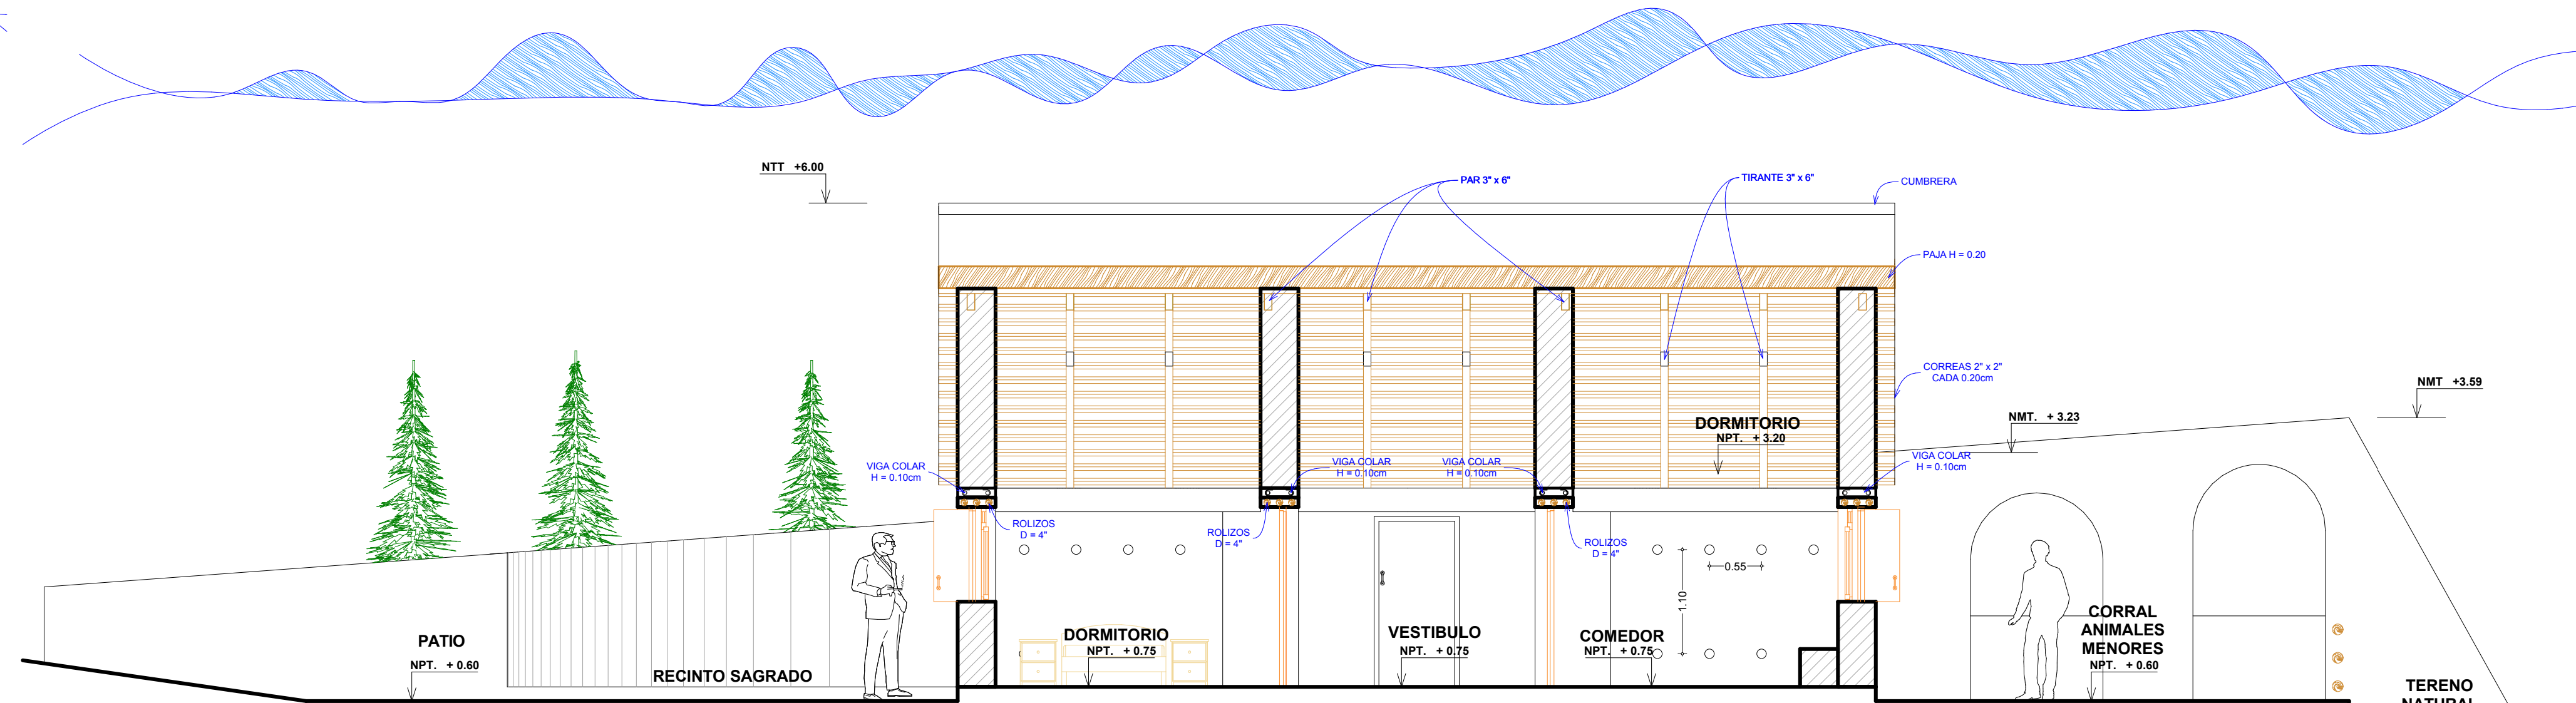 NTT +6.00
PAR 3" x 6"
TIRANTE 3" x 6"
CUMBRERA
PAJA H = 0.20
CORREAS 2" x 2"
CADA 0.20cm
NMT +3.59
NMT. + 3.23
DORMITORIO
NPT. + 3.20
VIGA COLAR
H = 0.10cm
VIGA COLAR
H = 0.10cm
VIGA COLAR
H = 0.10cm
VIGA COLAR
H = 0.10cm
ROLIZOS
D = 4"
ROLIZOS
D = 4"
ROLIZOS
D = 4"
0.55
1.10
PATIO
NPT. + 0.60
RECINTO SAGRADO
DORMITORIO
NPT. + 0.75
VESTIBULO
NPT. + 0.75
COMEDOR
NPT. + 0.75
CORRAL
ANIMALES
MENORES
NPT. + 0.60
TERENO
NATURAL